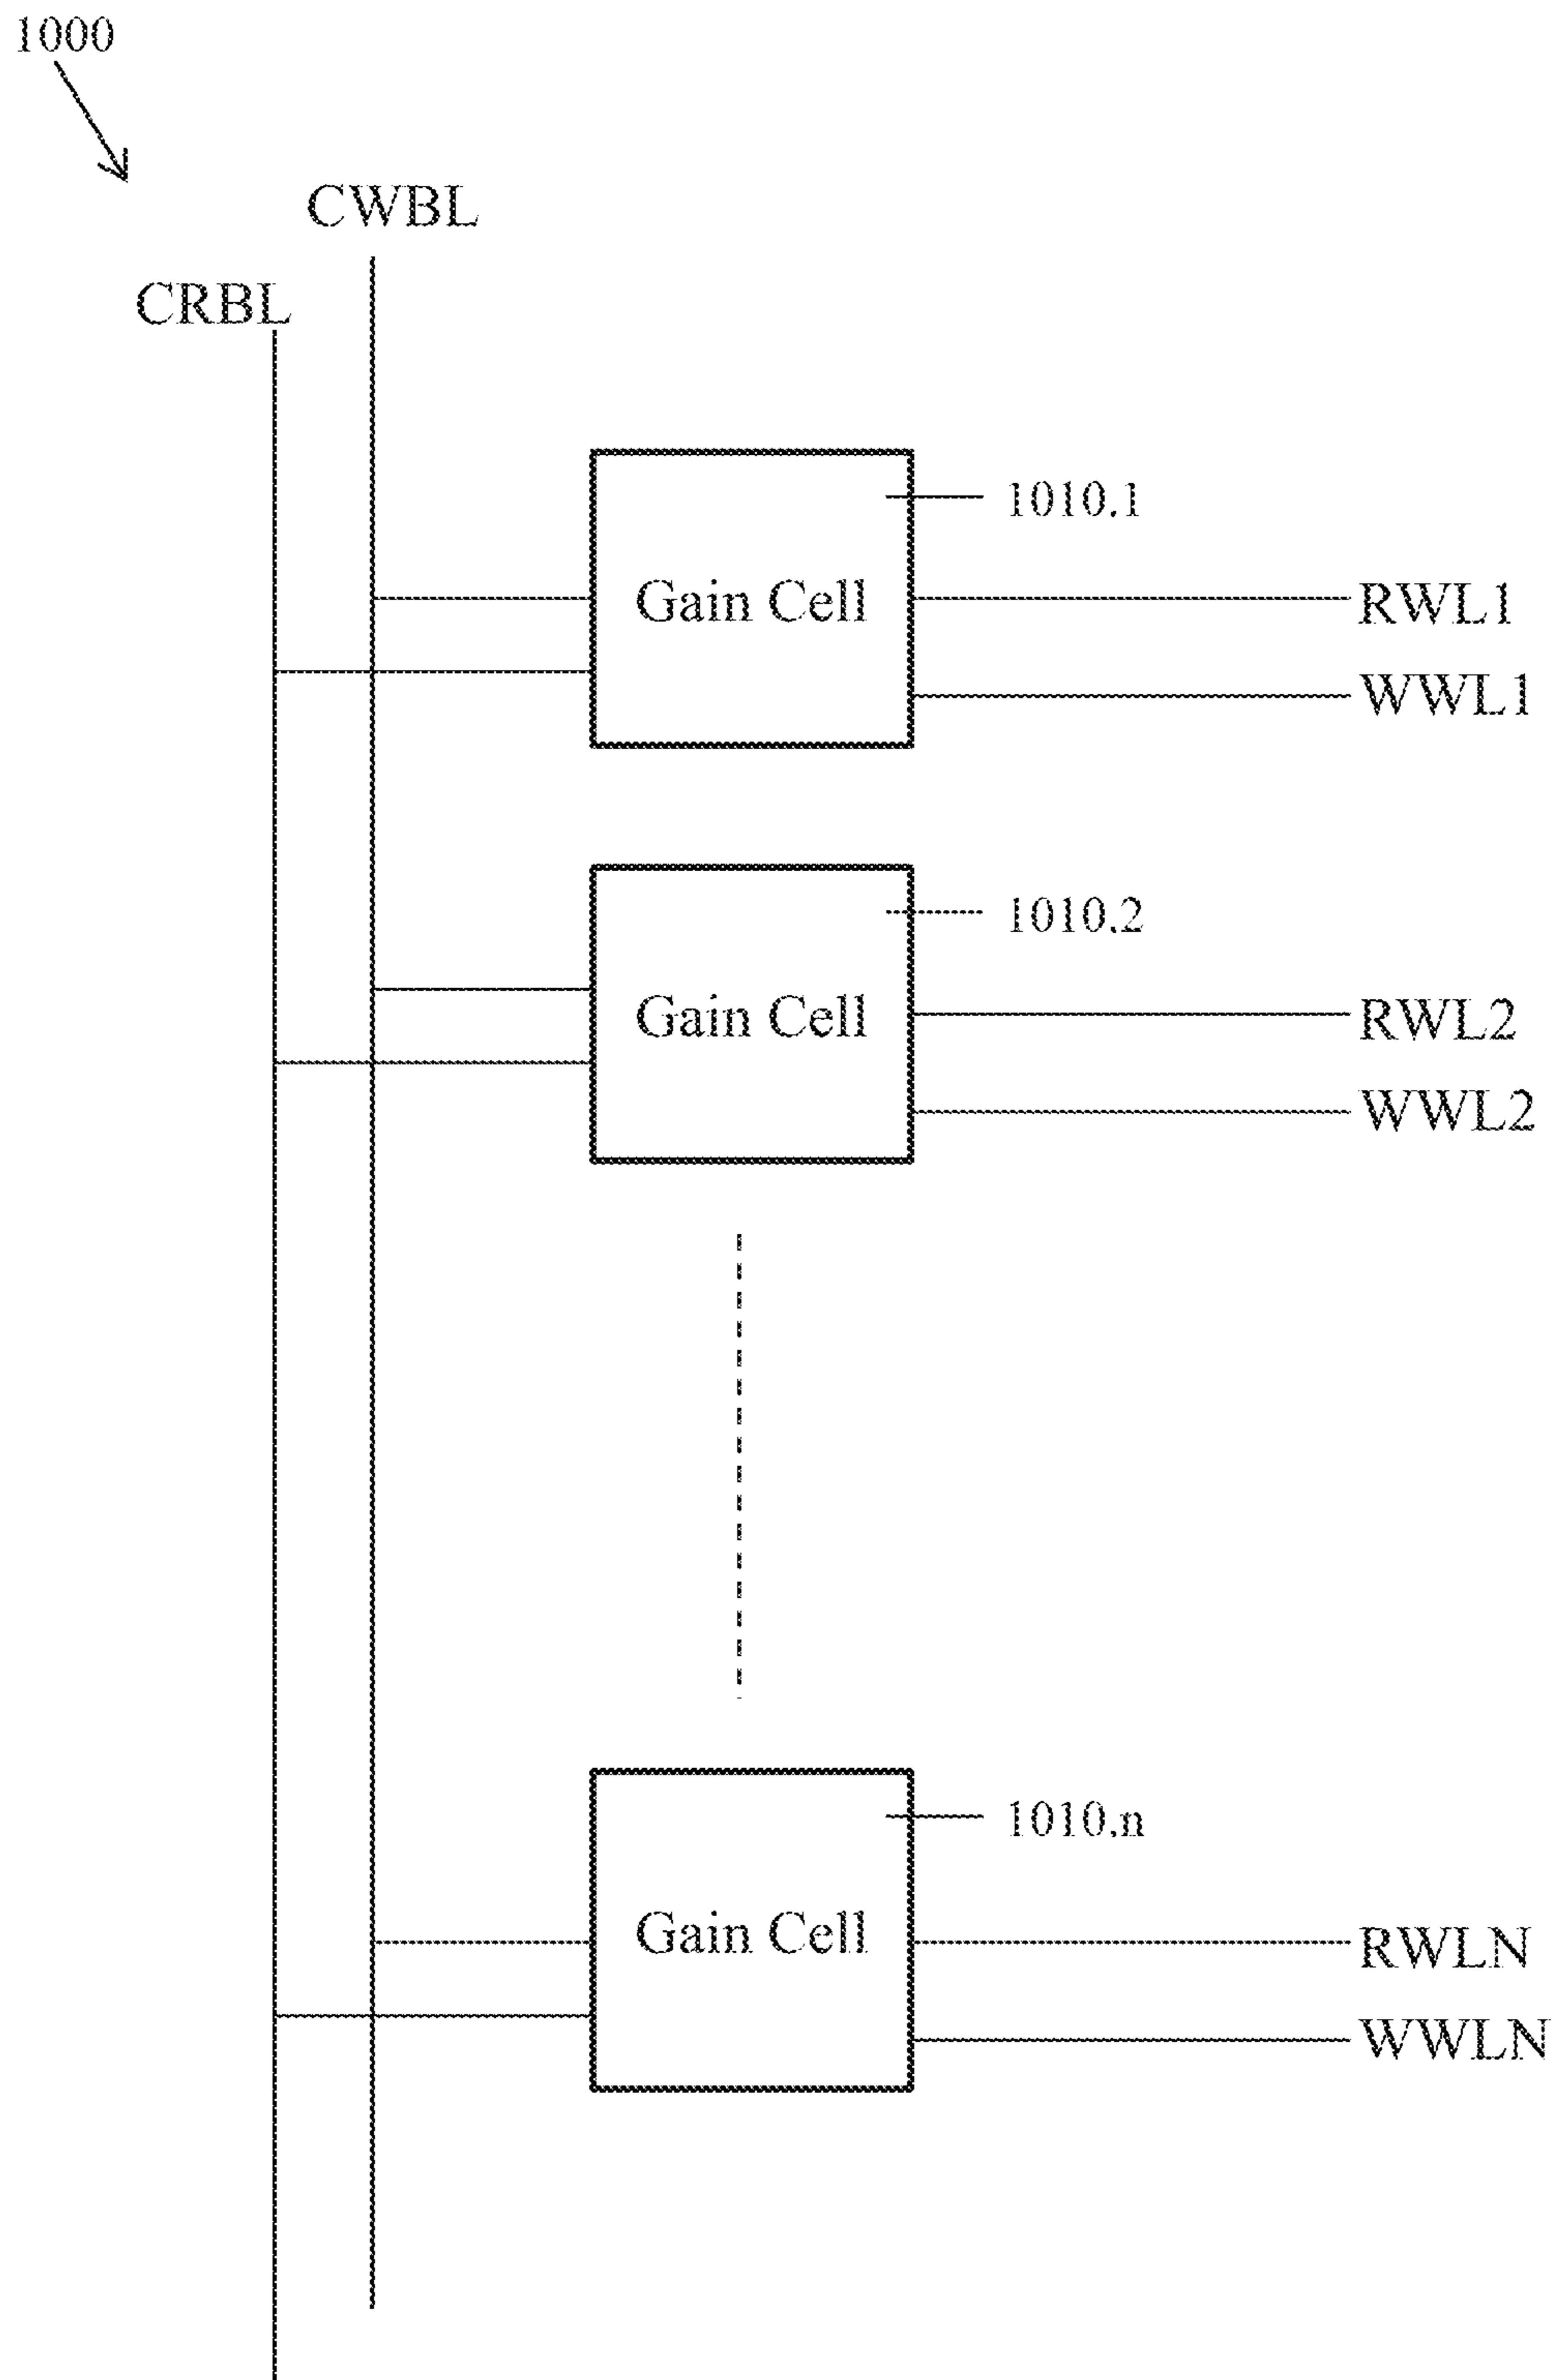 1000
CWBL
CRBL
1010.1
Gain Cell
RWL1
WWL1
1010.2
Gain Cell
RWL2
WWL2
1010.n
Gain Cell
RWLN
WWLN